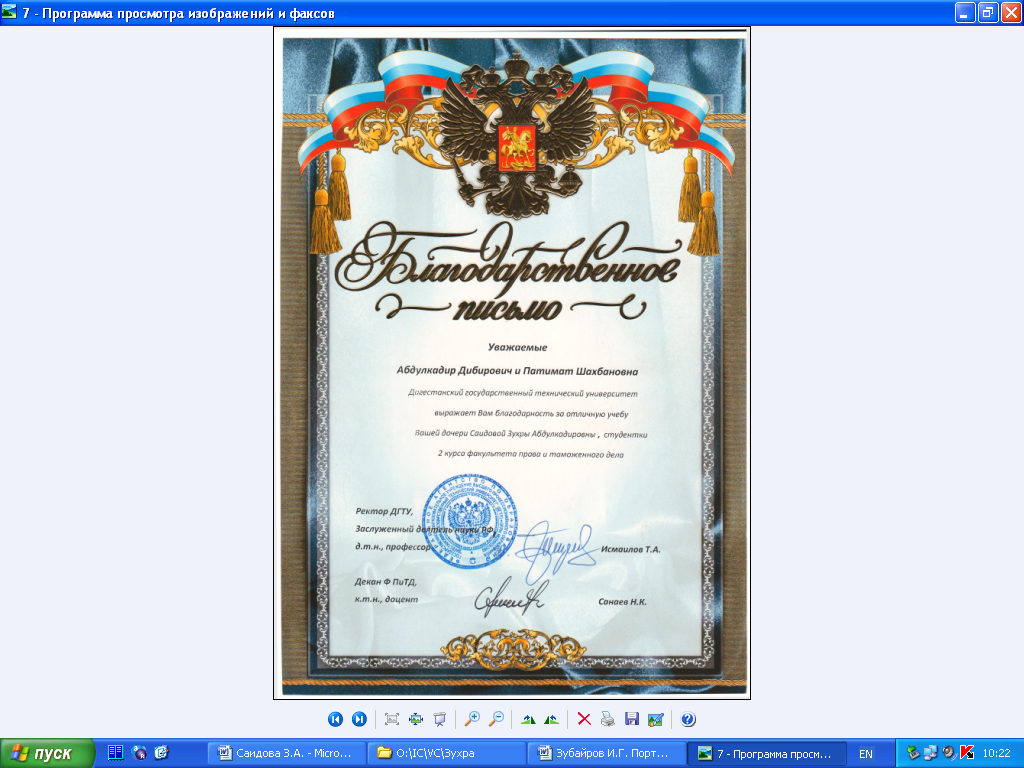 7 - Программа просмотра изображений и факсов
Благодарственное
письмо
Уважаемые
Абдулкадир Дибирович и Патимат Шахбановна
Дагестанский государственный технический университет
выражает Вам благодарность за отличную учебу
Вашей дочери Саидовой Зухры Абдулкадировны , студентки
2 курса факультета права и таможенного дела
Ректор ДГТУ,
Заслуженный деятель науки РФ,
д.т.н., профессор
Исмаилов Т.А.
Декан Ф ПиТД,
к.т.н., доцент
Санаев Н.К.
пуск
Саидова З.А. - Micro...
O:\IC\VC\Зухра
Зубайров И.Г. Порт...
7 - Программа просм...
EN
10:22